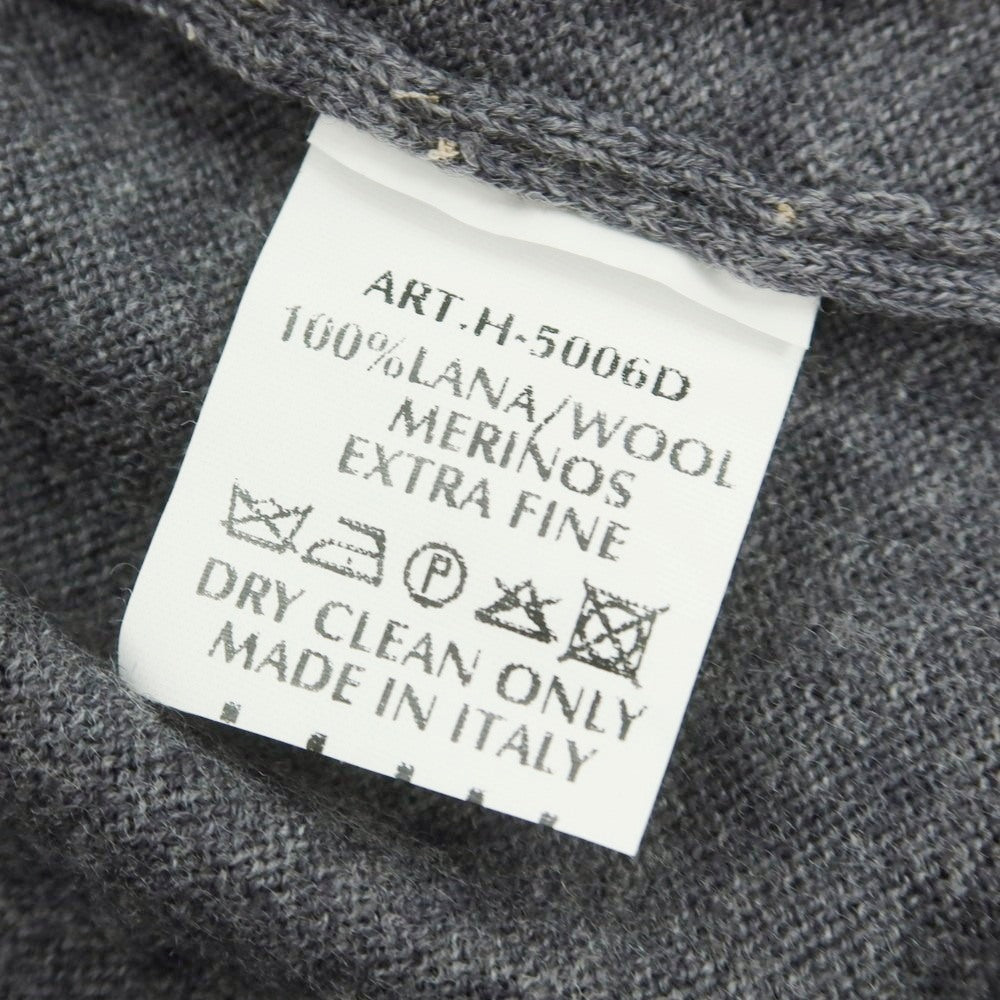 ART.H-5006D
100%LANA/WOOL
MERINOS
EXTRA FINE
P
DRY CLEAN ONLY
MADE IN ITALY